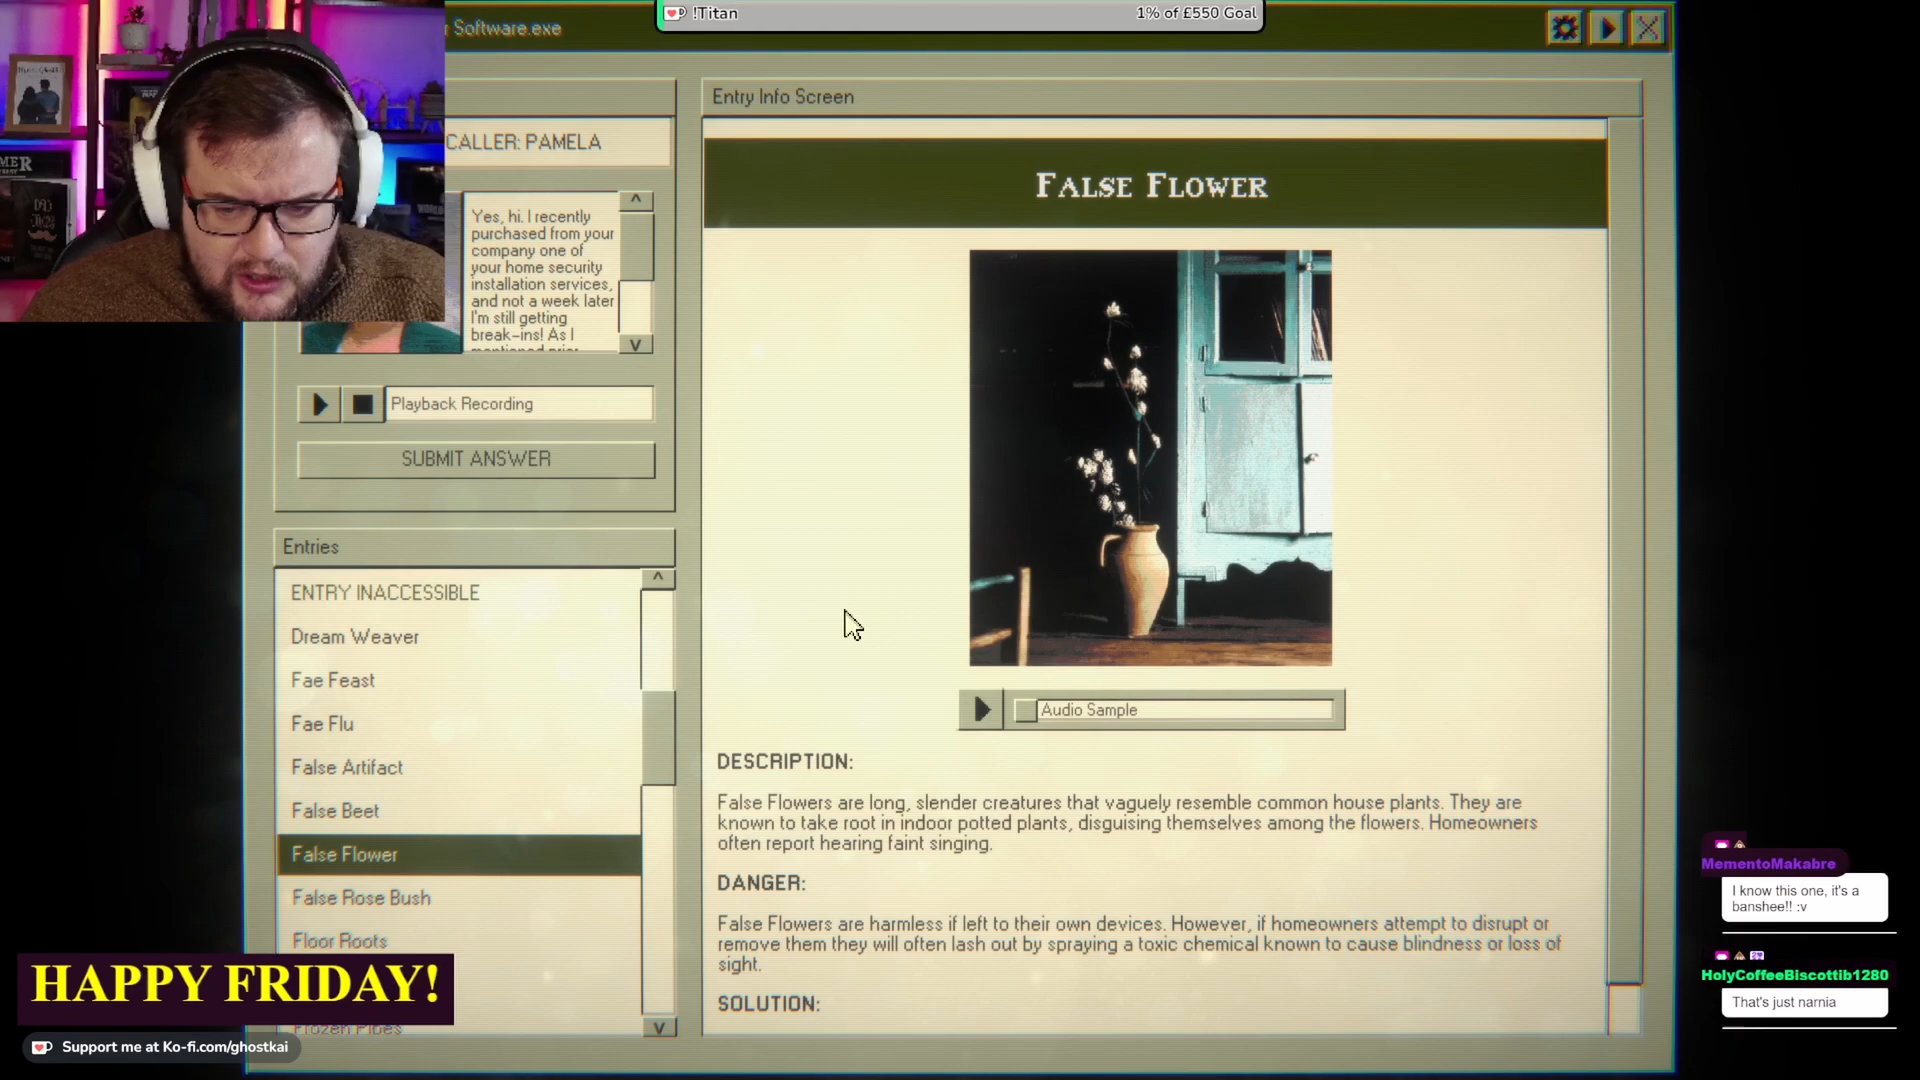 Software.exe
!Titan
1% of £550 Goal
CALLER: PAMELA
Yes, hi. I recently
purchased from your
company one of
your home security
installation services,
and not a week later
I'm still getting
break-ins! As I
mentioned prior
Playback Recording
SUBMIT ANSWER
Entries
ENTRY INACCESSIBLE
Dream Weaver
Fae Feast
Fae Flu
False Artifact
False Beet
False Flower
False Rose Bush
Floor Roots
Frozen Pipes
Entry Info Screen
FALSE FLOWER
Audio Sample
DESCRIPTION:
False Flowers are long, slender creatures that vaguely resemble common house plants. They are
known to take root in indoor potted plants, disguising themselves among the flowers. Homeowners
often report hearing faint singing.
DANGER:
False Flowers are harmless if left to their own devices. However, if homeowners attempt to disrupt or
remove them they will often lash out by spraying a toxic chemical known to cause blindness or loss of
sight.
SOLUTION:
HAPPY FRIDAY!
Support me at Ko-fi.com/ghostkai
MementoMakabre
I know this one, it's a
banshee!! :v
HolyCoffeeBiscottib1280
That's just narnia